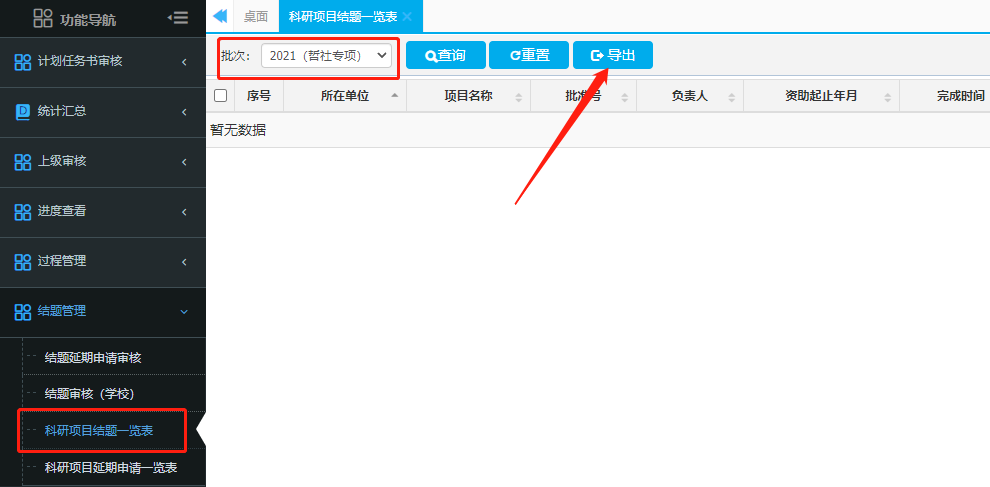 功能导航
计划任务书审核
统计汇总
上级审核
进度查看
过程管理
结题管理
结题延期申请审核
结题审核（学校）
科研项目结题一览表
科研项目延期申请一览表
桌面 科研项目结题一览表
批次： 2021（哲社专项） 查询 重置 导出
序号 所在单位 项目名称 批准号 负责人 资助起止年月 完成时间
暂无数据